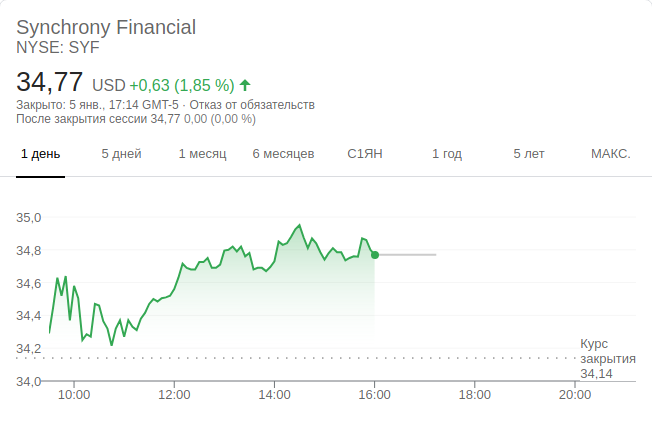 Synchrony Financial
NYSE: SYF
34,77 USD +0,63 (1,85 %)
Закрыто: 5 янв., 17:14 GMT-5 · Отказ от обязательств
После закрытия сессии 34,77 0,00 (0,00 %)
1 день 5 дней 1 месяц 6 месяцев С1ЯН 1 год 5 лет МАКС.
35,0
34,8
34,6
34,4
34,2
34,0
Курс
закрытия
34,14
10:00 12:00 14:00 16:00 18:00 20:00